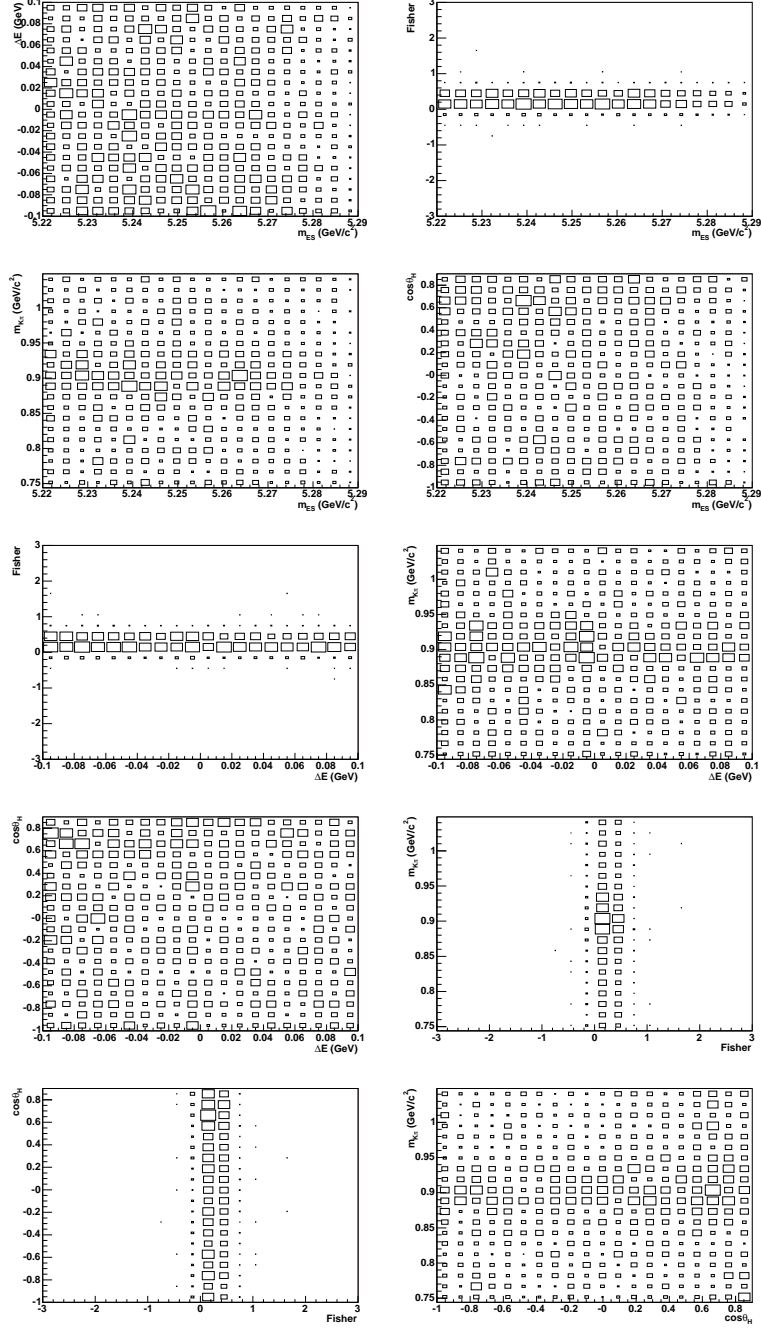 ΔE (GeV)
0.1
0.08
0.06
0.04
0.02
0
-0.02
-0.04
-0.06
-0.08
-0.1
5.22 5.23 5.24 5.25 5.26 5.27 5.28 5.29
m_ES (GeV/c²)
Fisher
3
2
1
0
-1
-2
-3
5.22 5.23 5.24 5.25 5.26 5.27 5.28 5.29
m_ES (GeV/c²)
m_Kπ (GeV/c²)
1
0.95
0.9
0.85
0.8
0.75
5.22 5.23 5.24 5.25 5.26 5.27 5.28 5.29
m_ES (GeV/c²)
cosθ_H
0.8
0.6
0.4
0.2
-0
-0.2
-0.4
-0.6
-0.8
-1
5.22 5.23 5.24 5.25 5.26 5.27 5.28 5.29
m_ES (GeV/c²)
Fisher
3
2
1
0
-1
-2
-3
-0.1 -0.08 -0.06 -0.04 -0.02 0 0.02 0.04 0.06 0.08 0.1
ΔE (GeV)
m_Kπ (GeV/c²)
1
0.95
0.9
0.85
0.8
0.75
-0.1 -0.08 -0.06 -0.04 -0.02 0 0.02 0.04 0.06 0.08 0.1
ΔE (GeV)
cosθ_H
0.8
0.6
0.4
0.2
-0
-0.2
-0.4
-0.6
-0.8
-1
-0.1 -0.08 -0.06 -0.04 -0.02 0 0.02 0.04 0.06 0.08 0.1
ΔE (GeV)
m_Kπ (GeV/c²)
1
0.95
0.9
0.85
0.8
0.75
-3 -2 -1 0 1 2 3
Fisher
cosθ_H
0.8
0.6
0.4
0.2
-0
-0.2
-0.4
-0.6
-0.8
-1
-3 -2 -1 0 1 2 3
Fisher
m_Kπ (GeV/c²)
1
0.95
0.9
0.85
0.8
0.75
-1 -0.8 -0.6 -0.4 -0.2 -0 0.2 0.4 0.6 0.8
cosθ_H